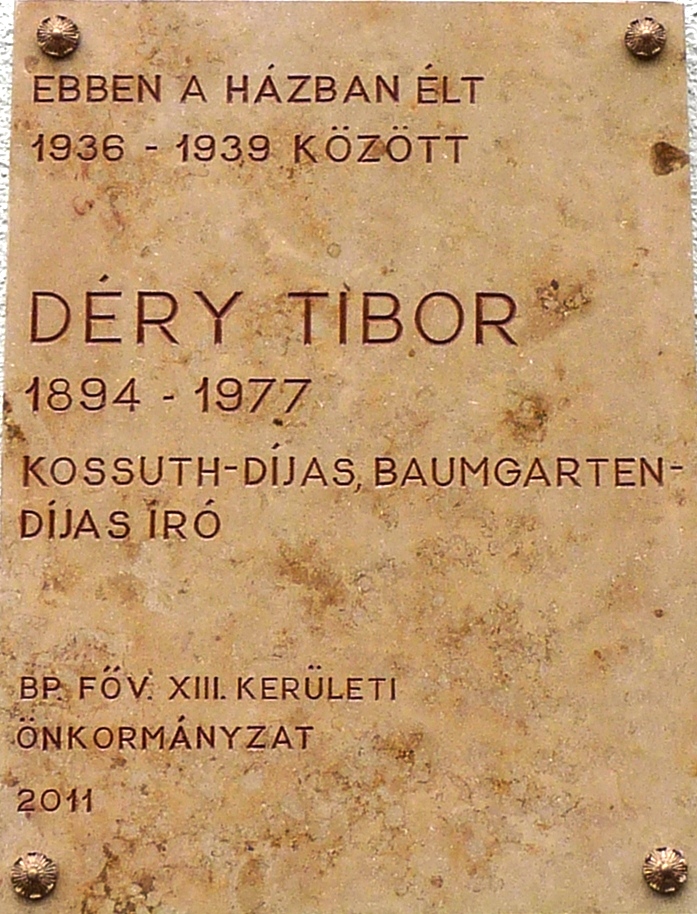 EBBEN A HÁZBAN ÉLT
1936 - 1939 KÖZÖTT
DÉRY TIBOR
1894 - 1977
KOSSUTH-DÍJAS, BAUMGARTEN-
DÍJAS ÍRÓ
BP. FŐV. XIII. KERÜLETI
ÖNKORMÁNYZAT
2011